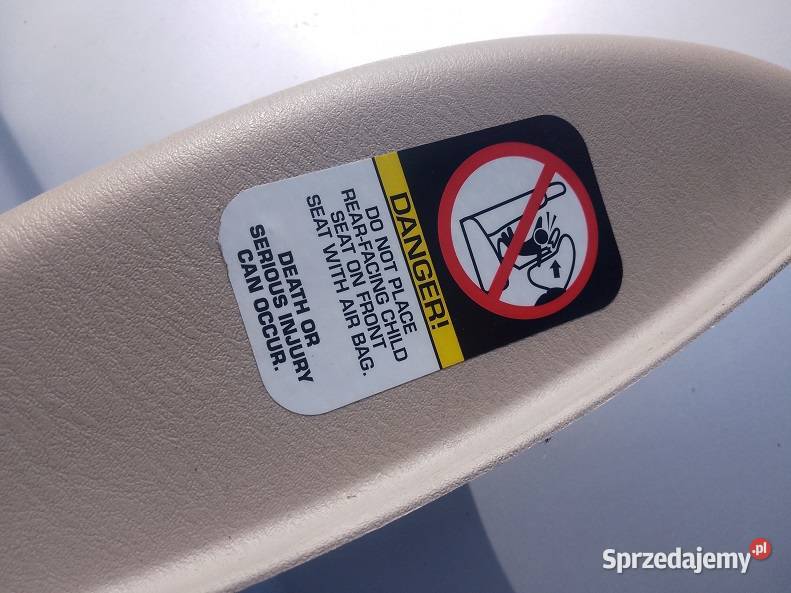 DANGER!
DO NOT PLACE
REAR-FACING CHILD
SEAT ON FRONT
SEAT WITH AIR BAG.
DEATH OR
SERIOUS INJURY
CAN OCCUR.
Sprzedajemy.pl